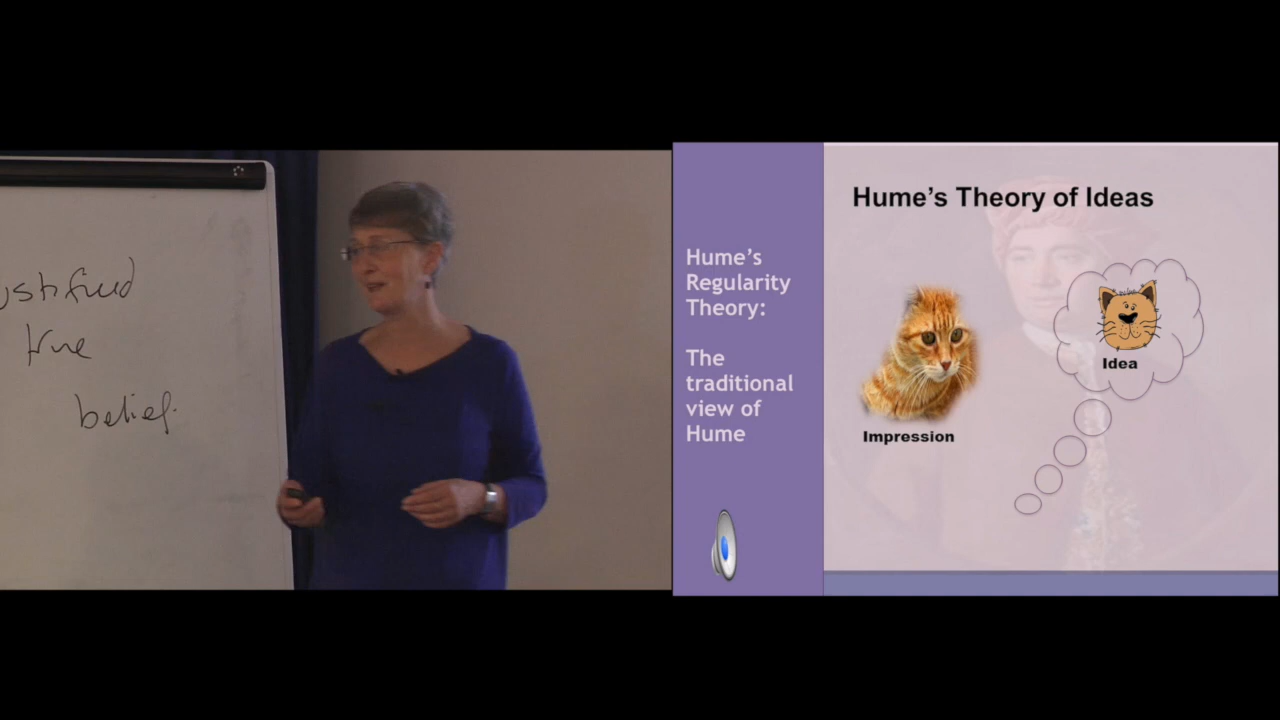 ustified
true
belief.
Hume's Theory of Ideas
Hume's
Regularity
Theory:
The
traditional
view of
Hume
Impression
Idea